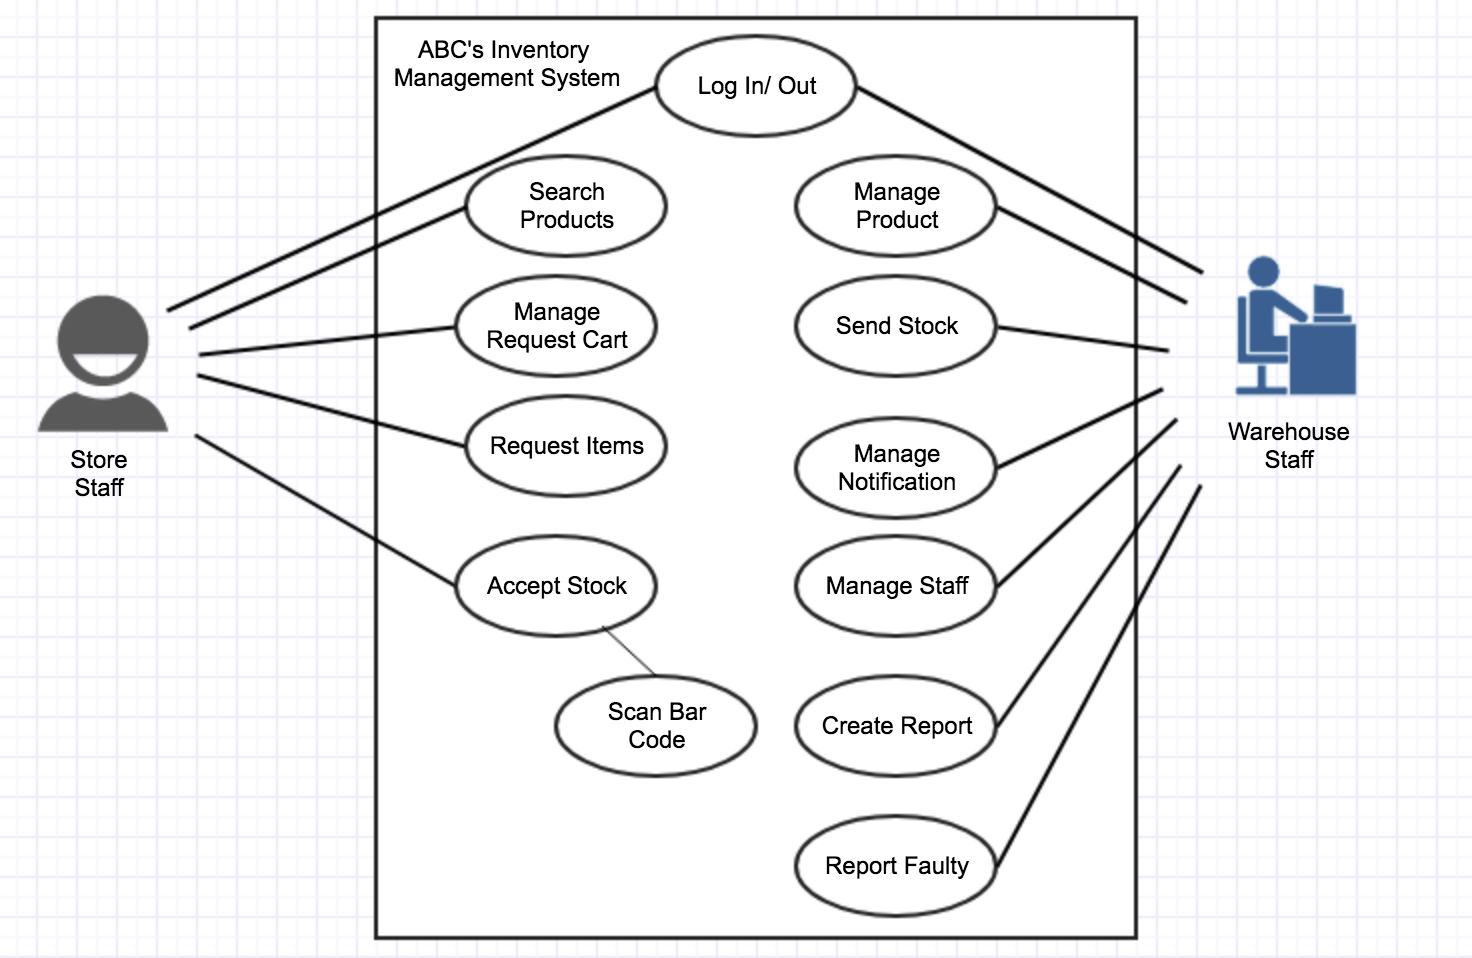 ABC's Inventory
Management System
Log In/ Out
Search
Products
Manage
Product
Manage
Request Cart
Send Stock
Request Items
Manage
Notification
Store
Staff
Warehouse
Staff
Accept Stock
Manage Staff
Scan Bar
Code
Create Report
Report Faulty